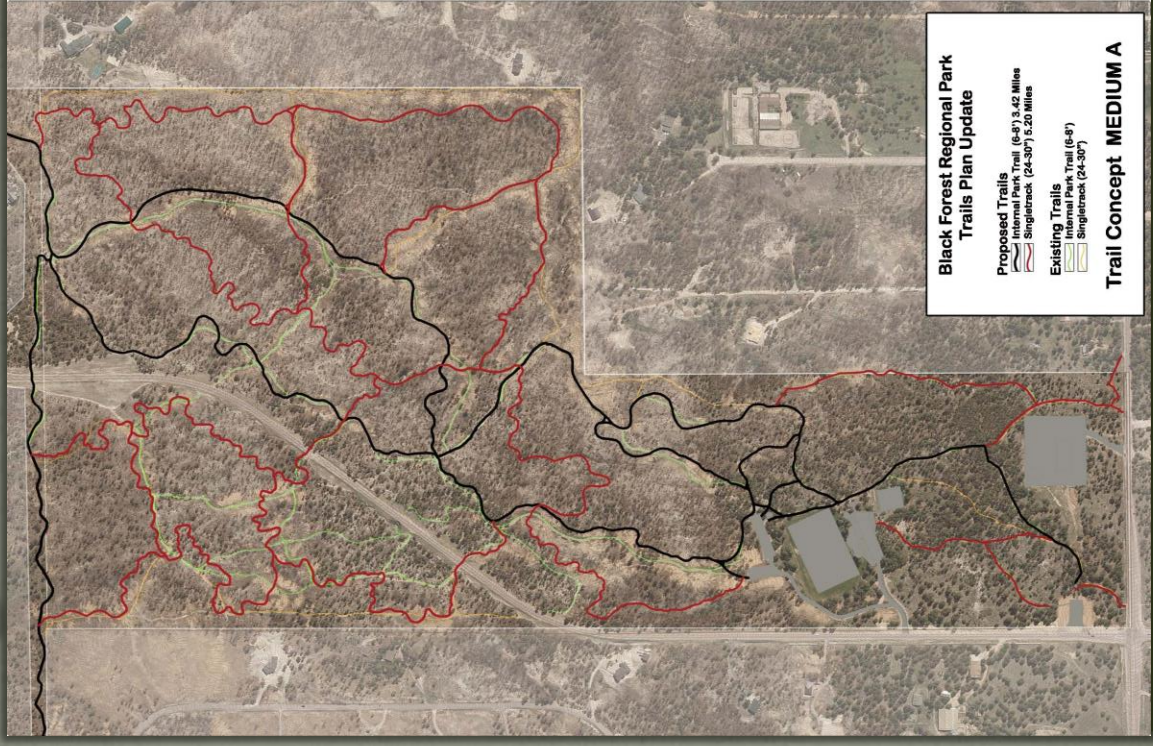 Black Forest Regional Park
Trails Plan Update
Proposed Trails
Internal Park Trail (6-8') 3.42 Miles
Singletrack (24-30") 5.20 Miles
Existing Trails
Internal Park Trail (6-8')
Singletrack (24-30")
Trail Concept MEDIUM A